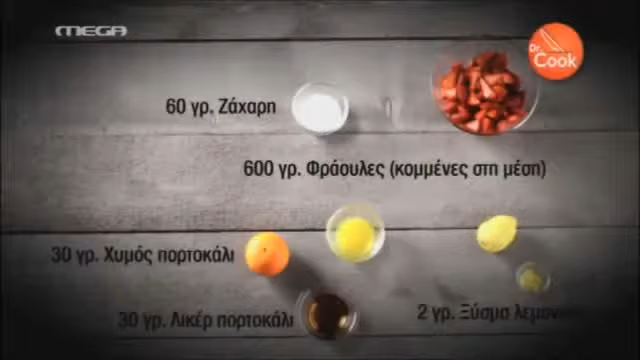 MEGA
Dr. Cook
60 γρ. Ζάχαρη
600 γρ. Φράουλες (κομμένες στη μέση)
30 γρ. Χυμός πορτοκάλι
30 γρ. Λικέρ πορτοκάλι
2 γρ. Ξύσμα